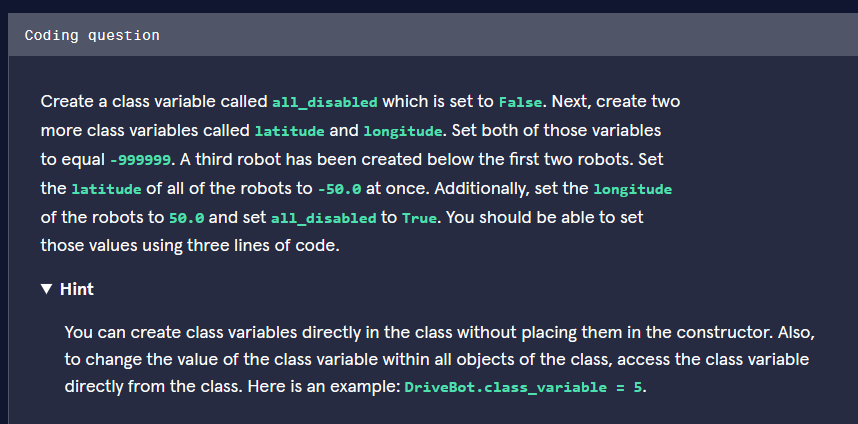 Coding question
Create a class variable called all_disabled which is set to False. Next, create two
more class variables called latitude and longitude. Set both of those variables
to equal -999999. A third robot has been created below the first two robots. Set
the latitude of all of the robots to -50.0 at once. Additionally, set the longitude
of the robots to 50.0 and set all_disabled to True. You should be able to set
those values using three lines of code.
▼ Hint
You can create class variables directly in the class without placing them in the constructor. Also,
to change the value of the class variable within all objects of the class, access the class variable
directly from the class. Here is an example: DriveBot.class_variable = 5.